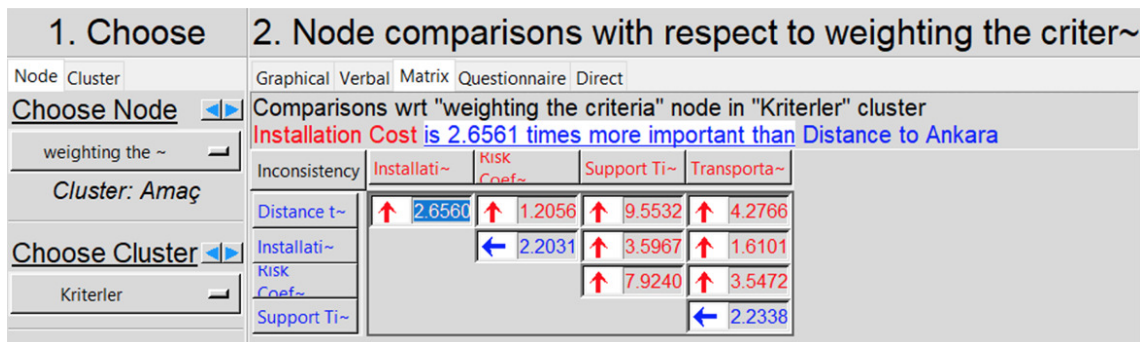 1. Choose
2. Node comparisons with respect to weighting the criter~
Node Cluster
Graphical Verbal Matrix Questionnaire Direct
Choose Node
Comparisons wrt "weighting the criteria" node in "Kriterler" cluster
Installation Cost is 2.6561 times more important than Distance to Ankara
weighting the ~
Cluster: Amaç
Inconsistency Installati~ Risk Coef~ Support Ti~ Transporta~
Distance t~ 2.6560 1.2056 9.5532 4.2766
Choose Cluster
Installati~ 2.2031 3.5967 1.6101
Risk Coef~ 7.9240 3.5472
Kriterler
Support Ti~ 2.2338